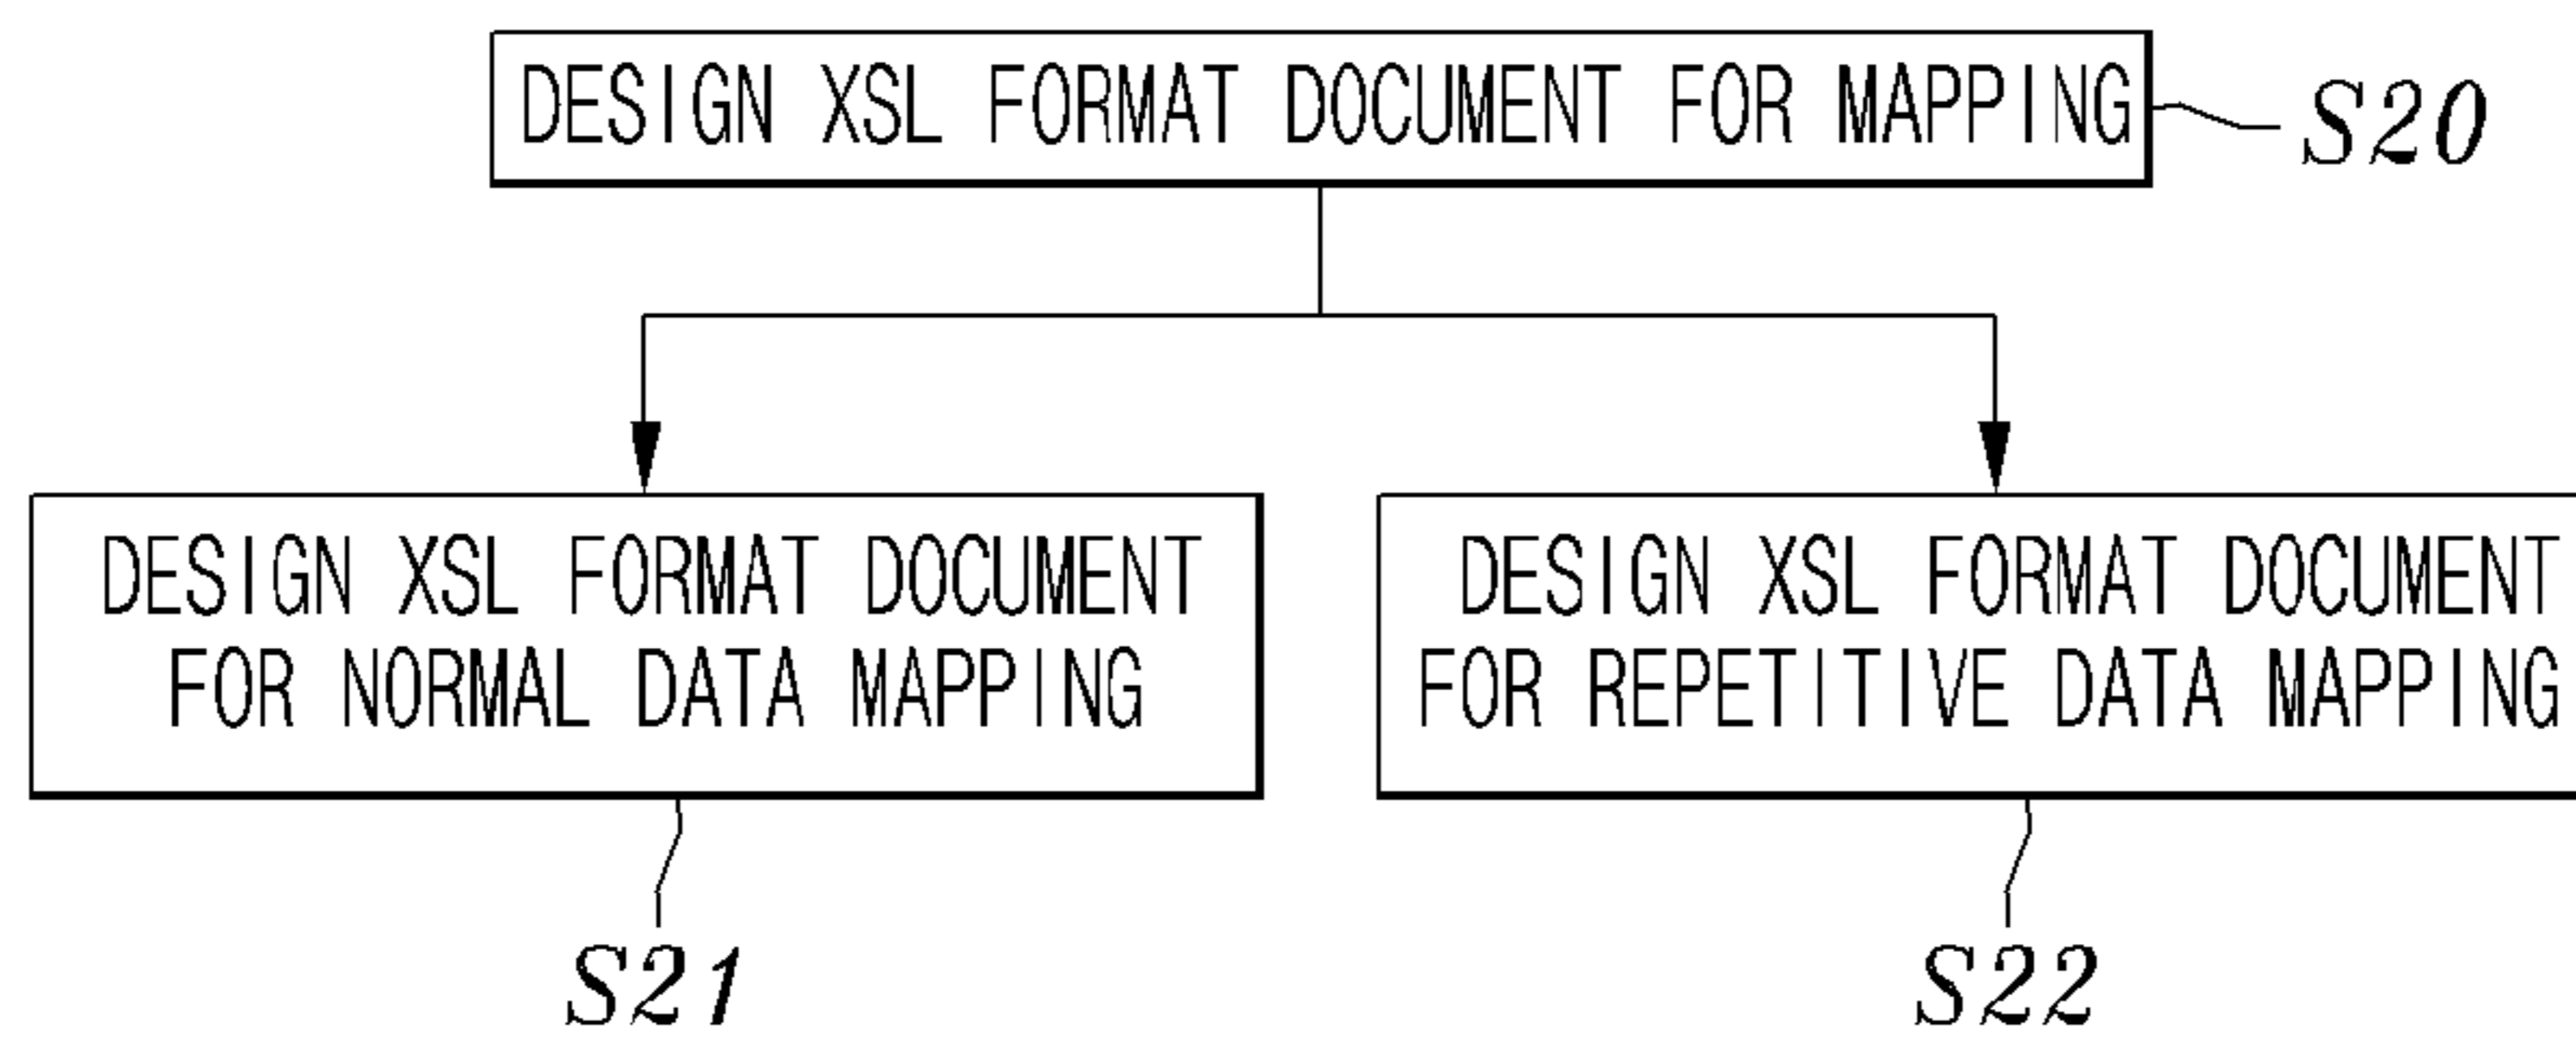 DESIGN XSL FORMAT DOCUMENT FOR MAPPING
S20
DESIGN XSL FORMAT DOCUMENT
FOR NORMAL DATA MAPPING
DESIGN XSL FORMAT DOCUMENT
FOR REPETITIVE DATA MAPPING
S21
S22